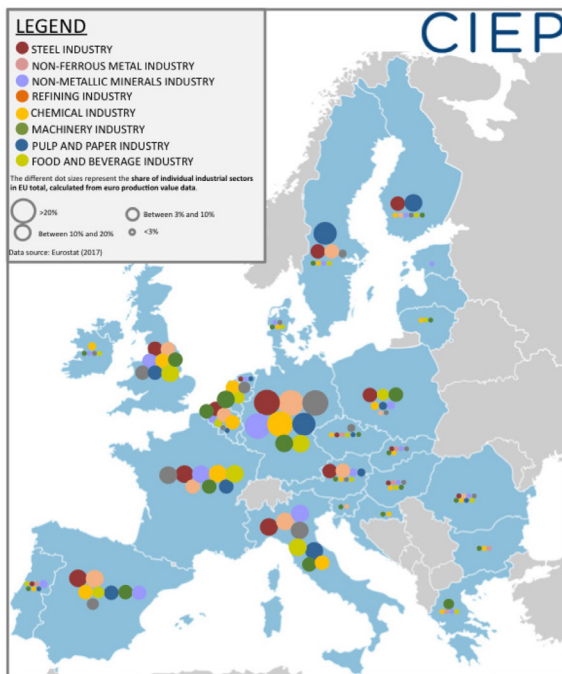 LEGEND
CIEP
STEEL INDUSTRY
NON-FERROUS METAL INDUSTRY
NON-METALLIC MINERALS INDUSTRY
REFINING INDUSTRY
CHEMICAL INDUSTRY
MACHINERY INDUSTRY
PULP AND PAPER INDUSTRY
FOOD AND BEVERAGE INDUSTRY
The different dot sizes represent the share of individual industrial sectors
in EU total, calculated from euro production value data.
>20%
Between 3% and 10%
Between 10% and 20%
<3%
Data source: Eurostat (2017)